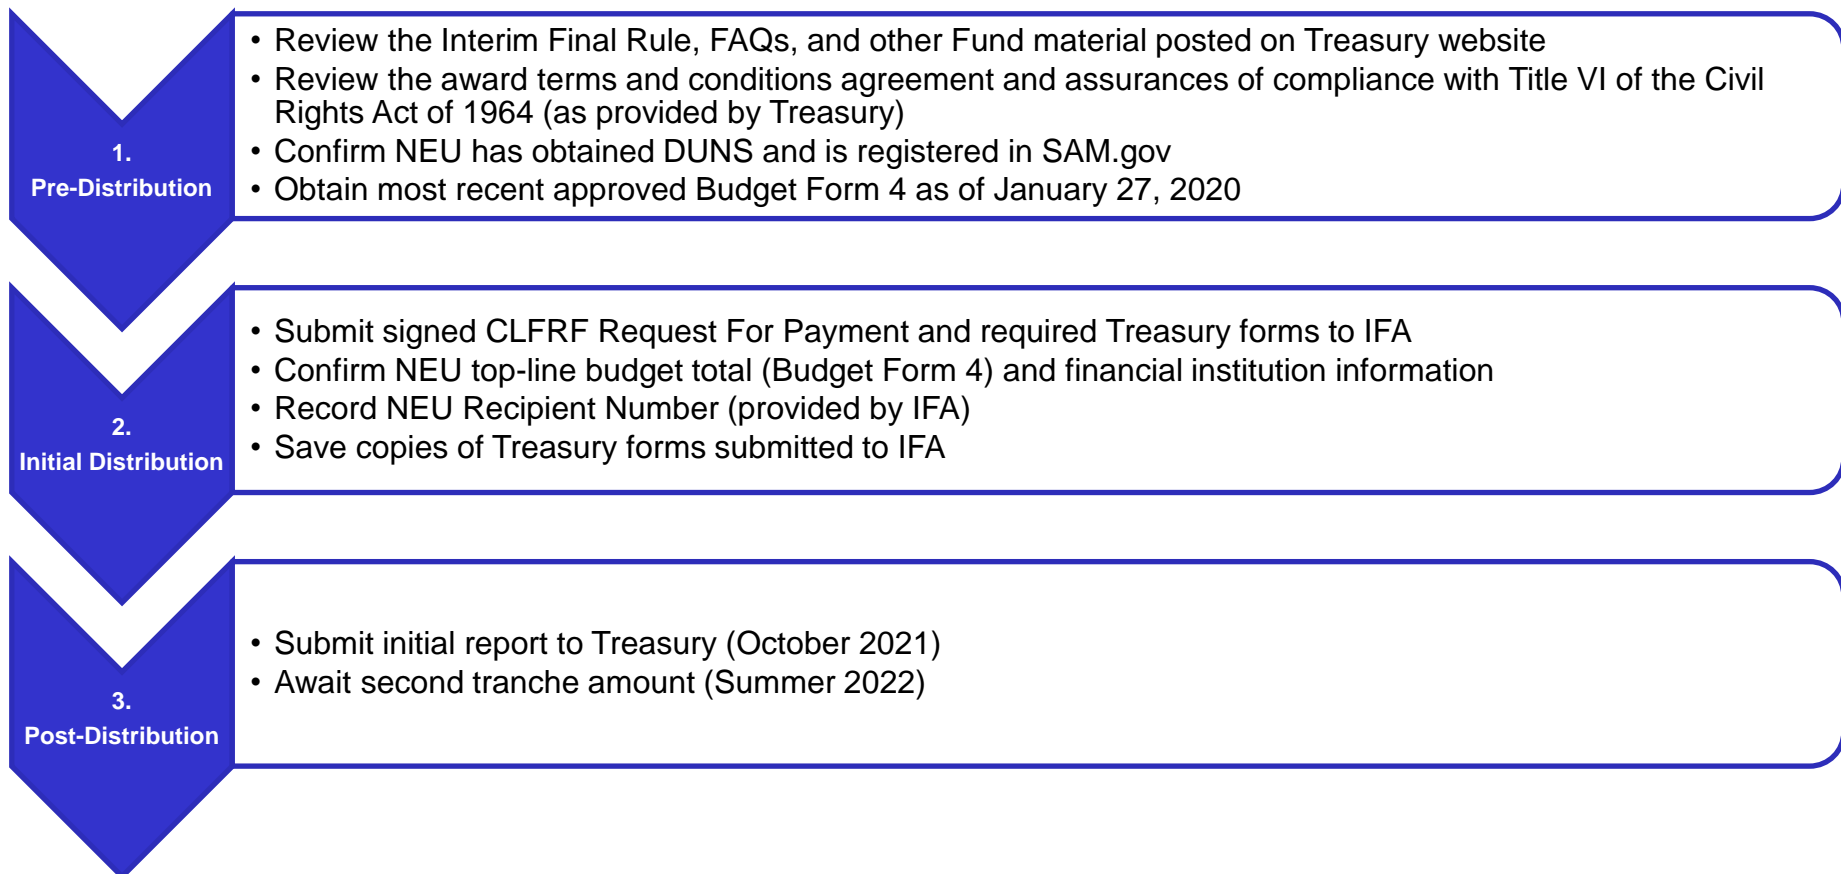 1.
Pre-Distribution
• Review the Interim Final Rule, FAQs, and other Fund material posted on Treasury website
• Review the award terms and conditions agreement and assurances of compliance with Title VI of the Civil
Rights Act of 1964 (as provided by Treasury)
• Confirm NEU has obtained DUNS and is registered in SAM.gov
• Obtain most recent approved Budget Form 4 as of January 27, 2020
2.
Initial Distribution
• Submit signed CLFRF Request For Payment and required Treasury forms to IFA
• Confirm NEU top-line budget total (Budget Form 4) and financial institution information
• Record NEU Recipient Number (provided by IFA)
• Save copies of Treasury forms submitted to IFA
3.
Post-Distribution
• Submit initial report to Treasury (October 2021)
• Await second tranche amount (Summer 2022)